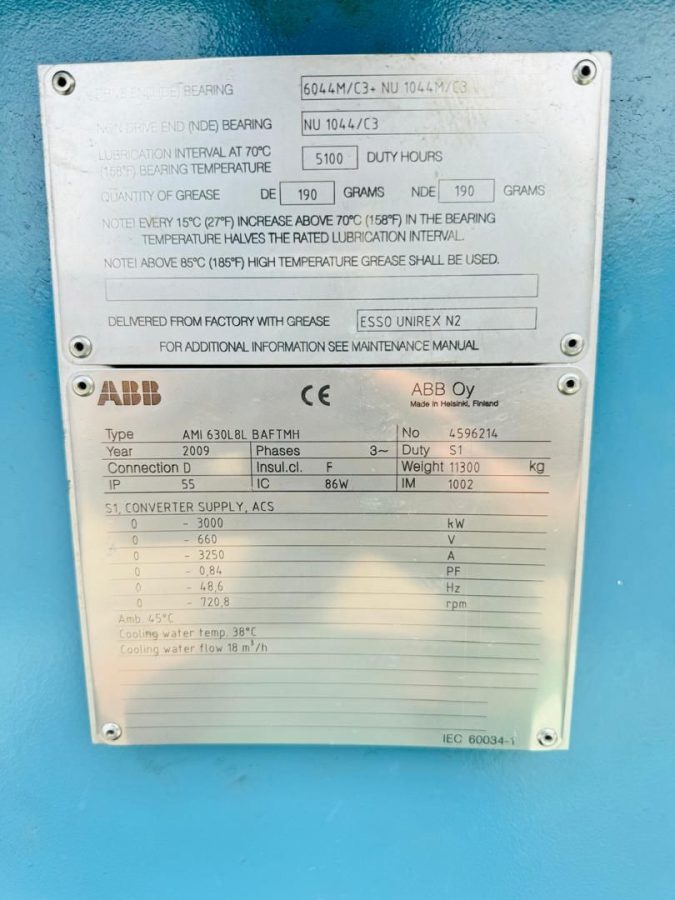 DRIVE END (DE) BEARING 6044M/C3+ NU 1044M/C3
NON DRIVE END (NDE) BEARING NU 1044/C3
LUBRICATION INTERVAL AT 70°C 5100 DUTY HOURS
(158°F) BEARING TEMPERATURE
QUANTITY OF GREASE DE 190 GRAMS NDE 190 GRAMS
NOTE! EVERY 15°C (27°F) INCREASE ABOVE 70°C (158°F) IN THE BEARING
TEMPERATURE HALVES THE RATED LUBRICATION INTERVAL.
NOTE! ABOVE 85°C (185°F) HIGH TEMPERATURE GREASE SHALL BE USED.
DELIVERED FROM FACTORY WITH GREASE ESSO UNIREX N2
FOR ADDITIONAL INFORMATION SEE MAINTENANCE MANUAL
ABB CE ABB Oy
Made in Helsinki, Finland
Type AMI 630L8L BAFTMH No 4596214
Year 2009 Phases 3~ Duty S1
Connection D Insul.cl. F Weight 11300 kg
IP 55 IC 86W IM 1002
S1, CONVERTER SUPPLY, ACS
0 - 3000 kW
0 - 660 V
0 - 3250 A
0 - 0,84 PF
0 - 48,6 Hz
0 - 720,8 rpm
Amb. 45°C
Cooling water temp. 38°C
Cooling water flow 18 m³/h
IEC 60034-1